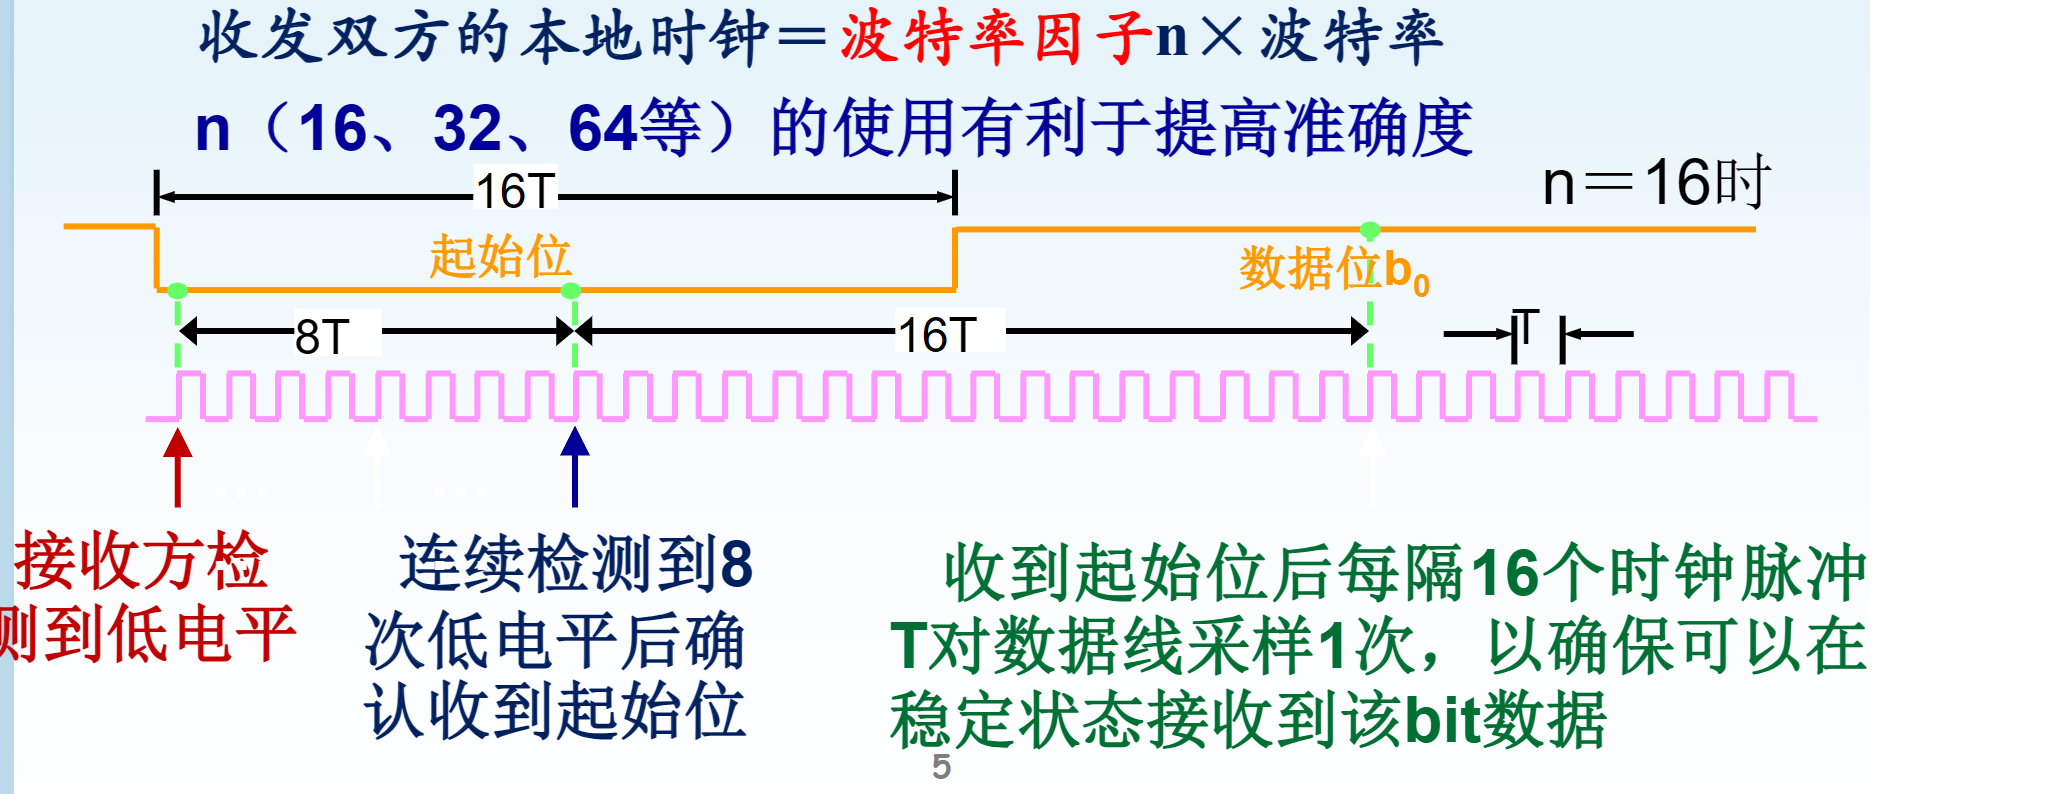 收发双方的本地时钟＝波特率因子n×波特率
n（16、32、64等）的使用有利于提高准确度
n＝16时
16T
起始位
数据位b₀
8T
16T
T
… …
接收方检
测到低电平
连续检测到8
次低电平后确
认收到起始位
收到起始位后每隔16个时钟脉冲
T对数据线采样1次，以确保可以在
稳定状态接收到该bit数据
5